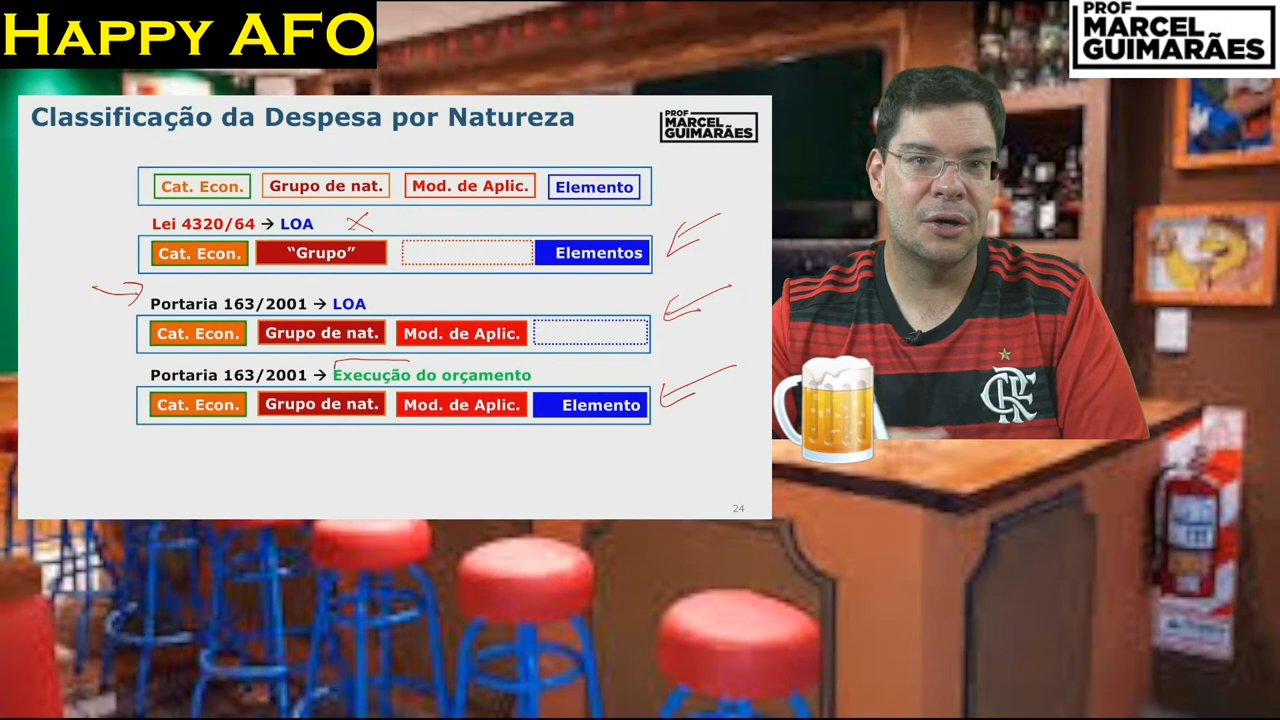 HAPPY AFO
PROF
MARCEL
GUIMARÃES
Classificação da Despesa por Natureza
PROF
MARCEL
GUIMARÃES
Cat. Econ. Grupo de nat. Mod. de Aplic. Elemento
Lei 4320/64 → LOA
Cat. Econ. “Grupo” Elementos
Portaria 163/2001 → LOA
Cat. Econ. Grupo de nat. Mod. de Aplic.
Portaria 163/2001 → Execução do orçamento
Cat. Econ. Grupo de nat. Mod. de Aplic. Elemento
24
CRF